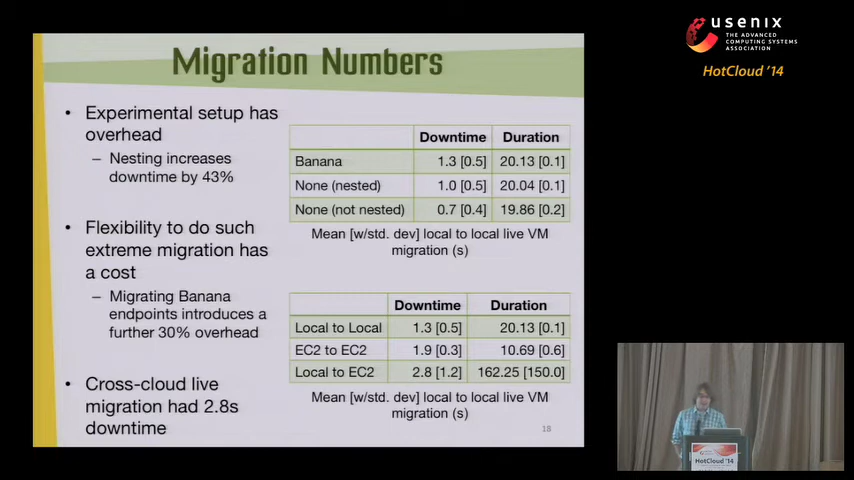 usenix
THE ADVANCED
COMPUTING SYSTEMS
ASSOCIATION
HotCloud '14
Migration Numbers
• Experimental setup has
overhead
– Nesting increases
downtime by 43%
• Flexibility to do such
extreme migration has
a cost
– Migrating Banana
endpoints introduces a
further 30% overhead
• Cross-cloud live
migration had 2.8s
downtime
Downtime Duration
Banana 1.3 [0.5] 20.13 [0.1]
None (nested) 1.0 [0.5] 20.04 [0.1]
None (not nested) 0.7 [0.4] 19.86 [0.2]
Mean [w/std. dev] local to local live VM
migration (s)
Downtime Duration
Local to Local 1.3 [0.5] 20.13 [0.1]
EC2 to EC2 1.9 [0.3] 10.69 [0.6]
Local to EC2 2.8 [1.2] 162.25 [150.0]
Mean [w/std. dev] local to local live VM
migration (s)
18
HotCloud '14